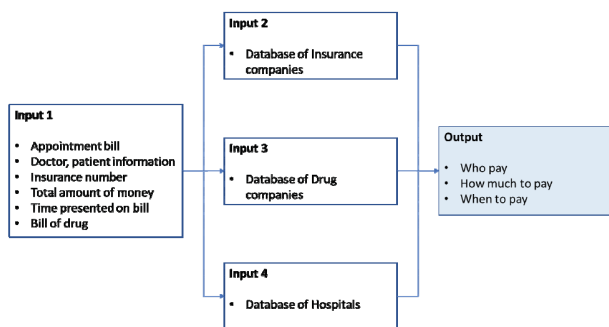 Input 1
• Appointment bill
• Doctor, patient information
• Insurance number
• Total amount of money
• Time presented on bill
• Bill of drug
Input 2
• Database of Insurance
companies
Input 3
• Database of Drug
companies
Input 4
• Database of Hospitals
Output
• Who pay
• How much to pay
• When to pay